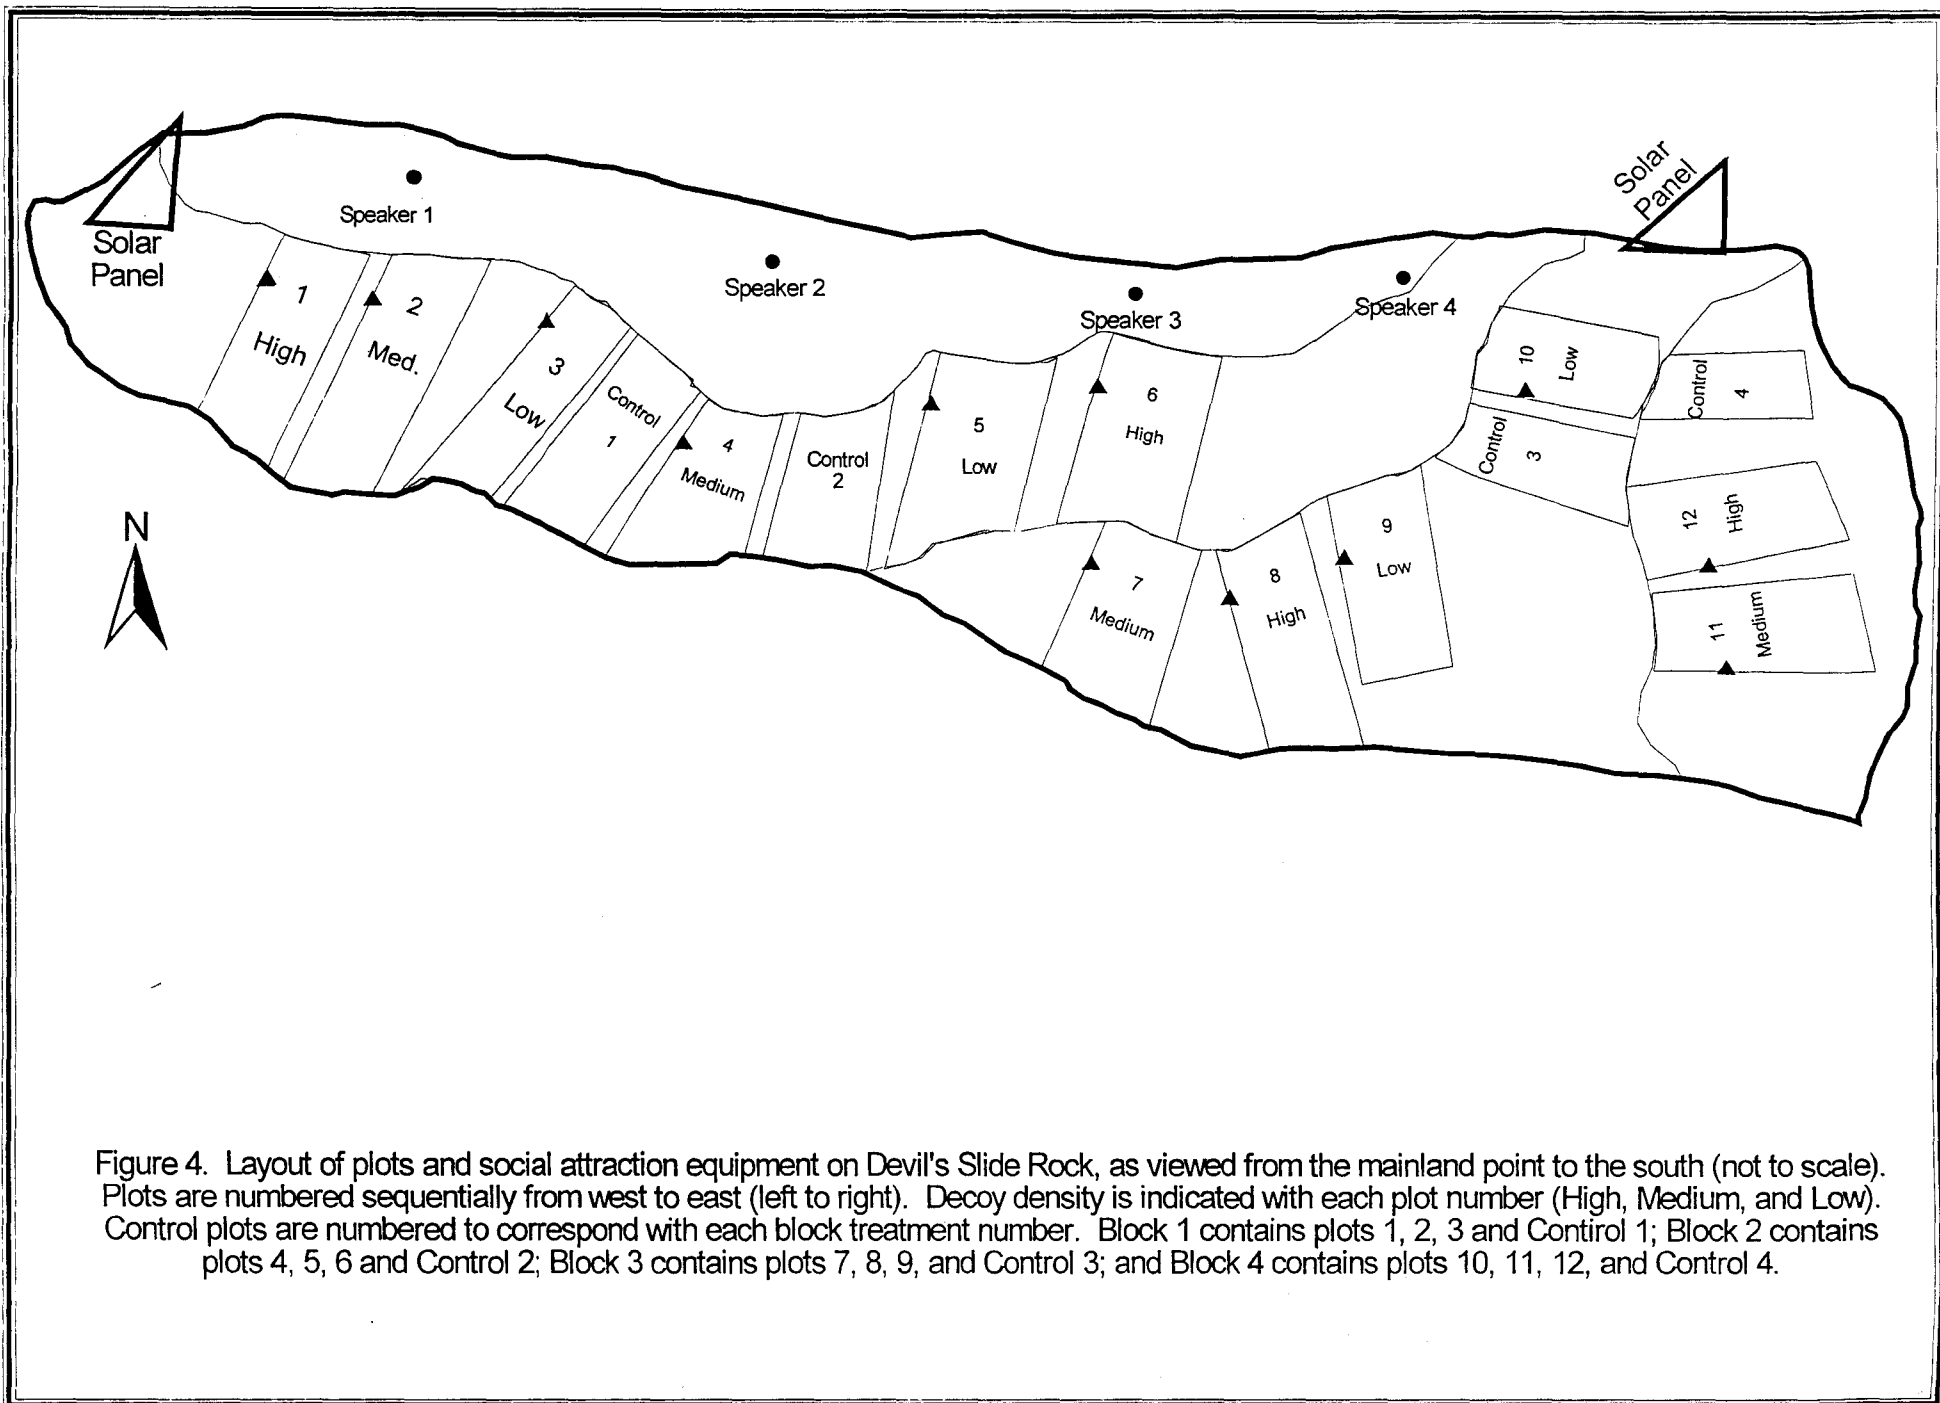 Solar
Panel
Speaker 1
Speaker 2
Speaker 3
Speaker 4
Solar
Panel
1
High
2
Med.
3
Low
Control
1
4
Medium
Control
2
5
Low
6
High
7
Medium
8
High
9
Low
10
Low
Control
3
Control
4
12
High
11
Medium
N
Figure 4. Layout of plots and social attraction equipment on Devil's Slide Rock, as viewed from the mainland point to the south (not to scale).
Plots are numbered sequentially from west to east (left to right). Decoy density is indicated with each plot number (High, Medium, and Low).
Control plots are numbered to correspond with each block treatment number. Block 1 contains plots 1, 2, 3 and Contirol 1; Block 2 contains
plots 4, 5, 6 and Control 2; Block 3 contains plots 7, 8, 9, and Control 3; and Block 4 contains plots 10, 11, 12, and Control 4.